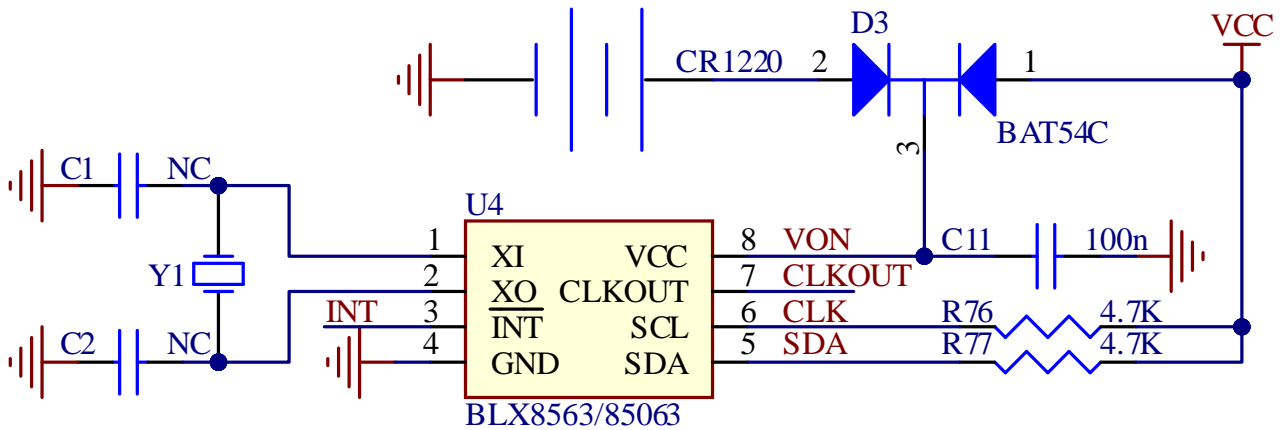 D3
VCC
CR1220
2
1
BAT54C
3
C1
NC
U4
1
XI
VCC
8
VON
C11
100n
Y1
2
XO
CLKOUT
7
CLKOUT
INT
3
INT
SCL
6
CLK
R76
4.7K
C2
NC
4
GND
SDA
5
SDA
R77
4.7K
BLX8563/85063